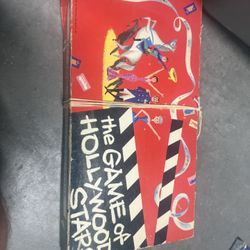 the GAME of
HOLLYWOOD
STARS